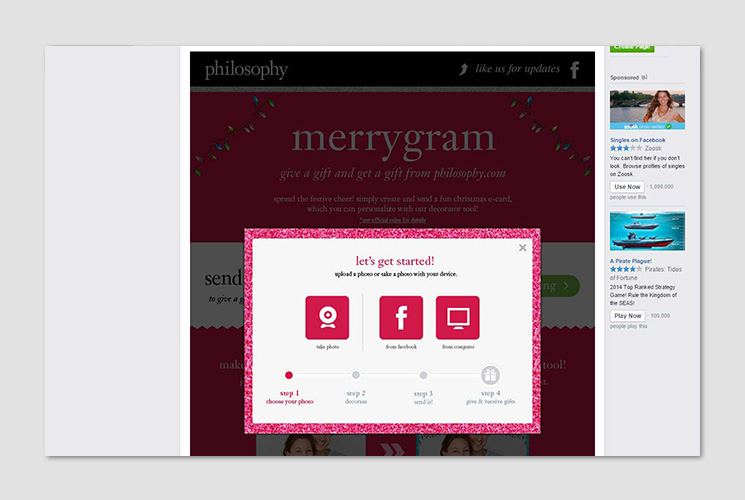 Create Page
philosophy
like us for updates
Sponsored
merrygram
give a gift and get a gift from philosophy.com
spread the festive cheer! simply create and send a fun christmas e-card,
which you can personalize with our decorator tool!
*see official rules for details
zoosk
Singles on Facebook
Zoosk
You can't find her if you don't
look. Browse profiles of singles
on Zoosk.
Use Now · 1,000,000
people use this
A Pirate Plague!
Pirates: Tides
of Fortune
2014 Top Ranked Strategy
Game! Rule the Kingdom of
the SEAS!
Play Now · 100,000
people play this
send
to give a g
let's get started!
upload a photo or take a photo with your device.
take photo
from facebook
from computer
step 1
choose your photo
step 2
decorate
step 3
send it!
step 4
give & receive gifts
mak
tool!